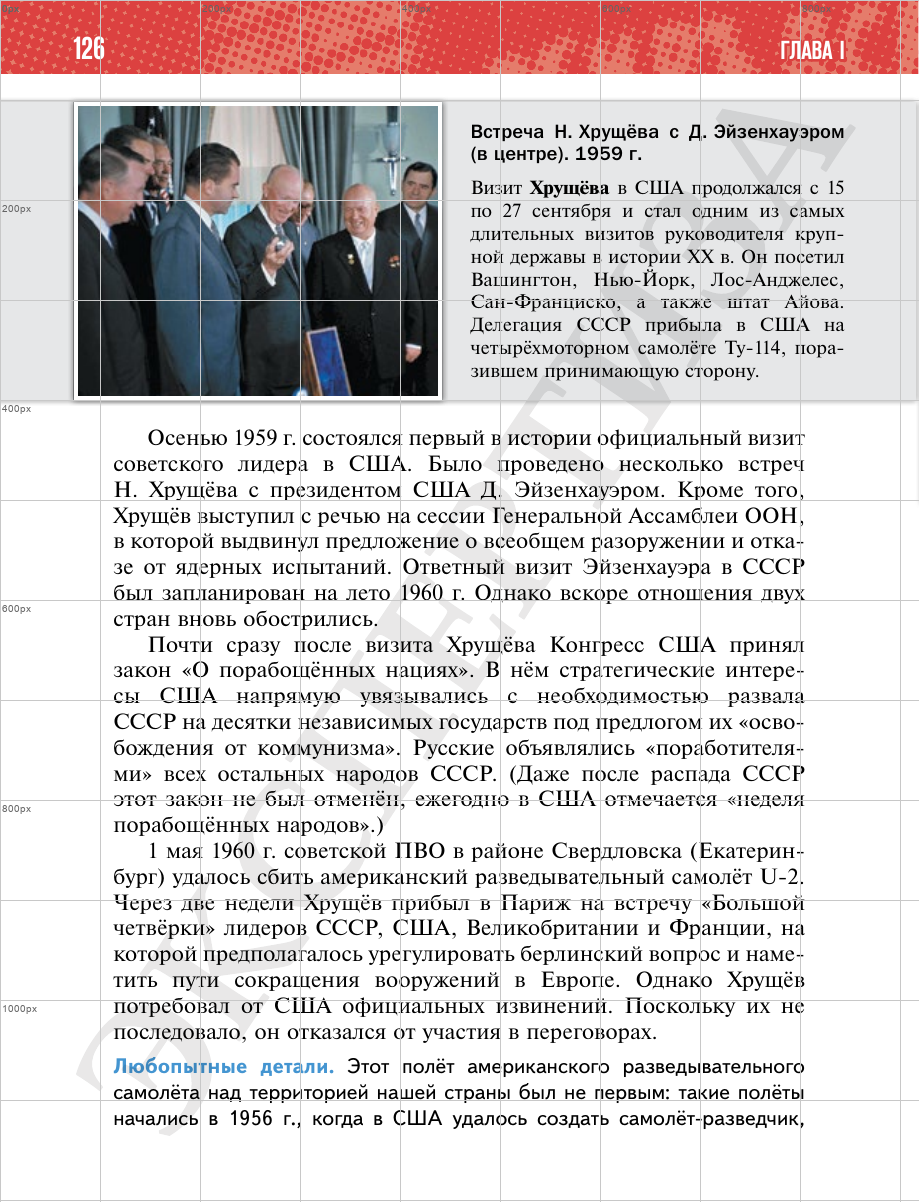 126
ГЛАВА I
Встреча Н. Хрущёва с Д. Эйзенхауэром
(в центре). 1959 г.
Визит Хрущёва в США продолжался с 15
по 27 сентября и стал одним из самых
длительных визитов руководителя круп-
ной державы в истории XX в. Он посетил
Вашингтон, Нью-Йорк, Лос-Анджелес,
Сан-Франциско, а также штат Айова.
Делегация СССР прибыла в США на
четырёхмоторном самолёте Ту-114, пора-
зившем принимающую сторону.
Осенью 1959 г. состоялся первый в истории официальный визит
советского лидера в США. Было проведено несколько встреч
Н. Хрущёва с президентом США Д. Эйзенхауэром. Кроме того,
Хрущёв выступил с речью на сессии Генеральной Ассамблеи ООН,
в которой выдвинул предложение о всеобщем разоружении и отка-
зе от ядерных испытаний. Ответный визит Эйзенхауэра в СССР
был запланирован на лето 1960 г. Однако вскоре отношения двух
стран вновь обострились.
Почти сразу после визита Хрущёва Конгресс США принял
закон «О порабощённых нациях». В нём стратегические интере-
сы США напрямую увязывались с необходимостью развала
СССР на десятки независимых государств под предлогом их «осво-
бождения от коммунизма». Русские объявлялись «поработителя-
ми» всех остальных народов СССР. (Даже после распада СССР
этот закон не был отменён, ежегодно в США отмечается «неделя
порабощённых народов».)
1 мая 1960 г. советской ПВО в районе Свердловска (Екатерин-
бург) удалось сбить американский разведывательный самолёт U-2.
Через две недели Хрущёв прибыл в Париж на встречу «Большой
четвёрки» лидеров СССР, США, Великобритании и Франции, на
которой предполагалось урегулировать берлинский вопрос и наме-
тить пути сокращения вооружений в Европе. Однако Хрущёв
потребовал от США официальных извинений. Поскольку их не
последовало, он отказался от участия в переговорах.
Любопытные детали. Этот полёт американского разведывательного
самолёта над территорией нашей страны был не первым: такие полёты
начались в 1956 г., когда в США удалось создать самолёт-разведчик,
ЭКСПЕРТИЗА
200px
400px
600px
800px
1000px